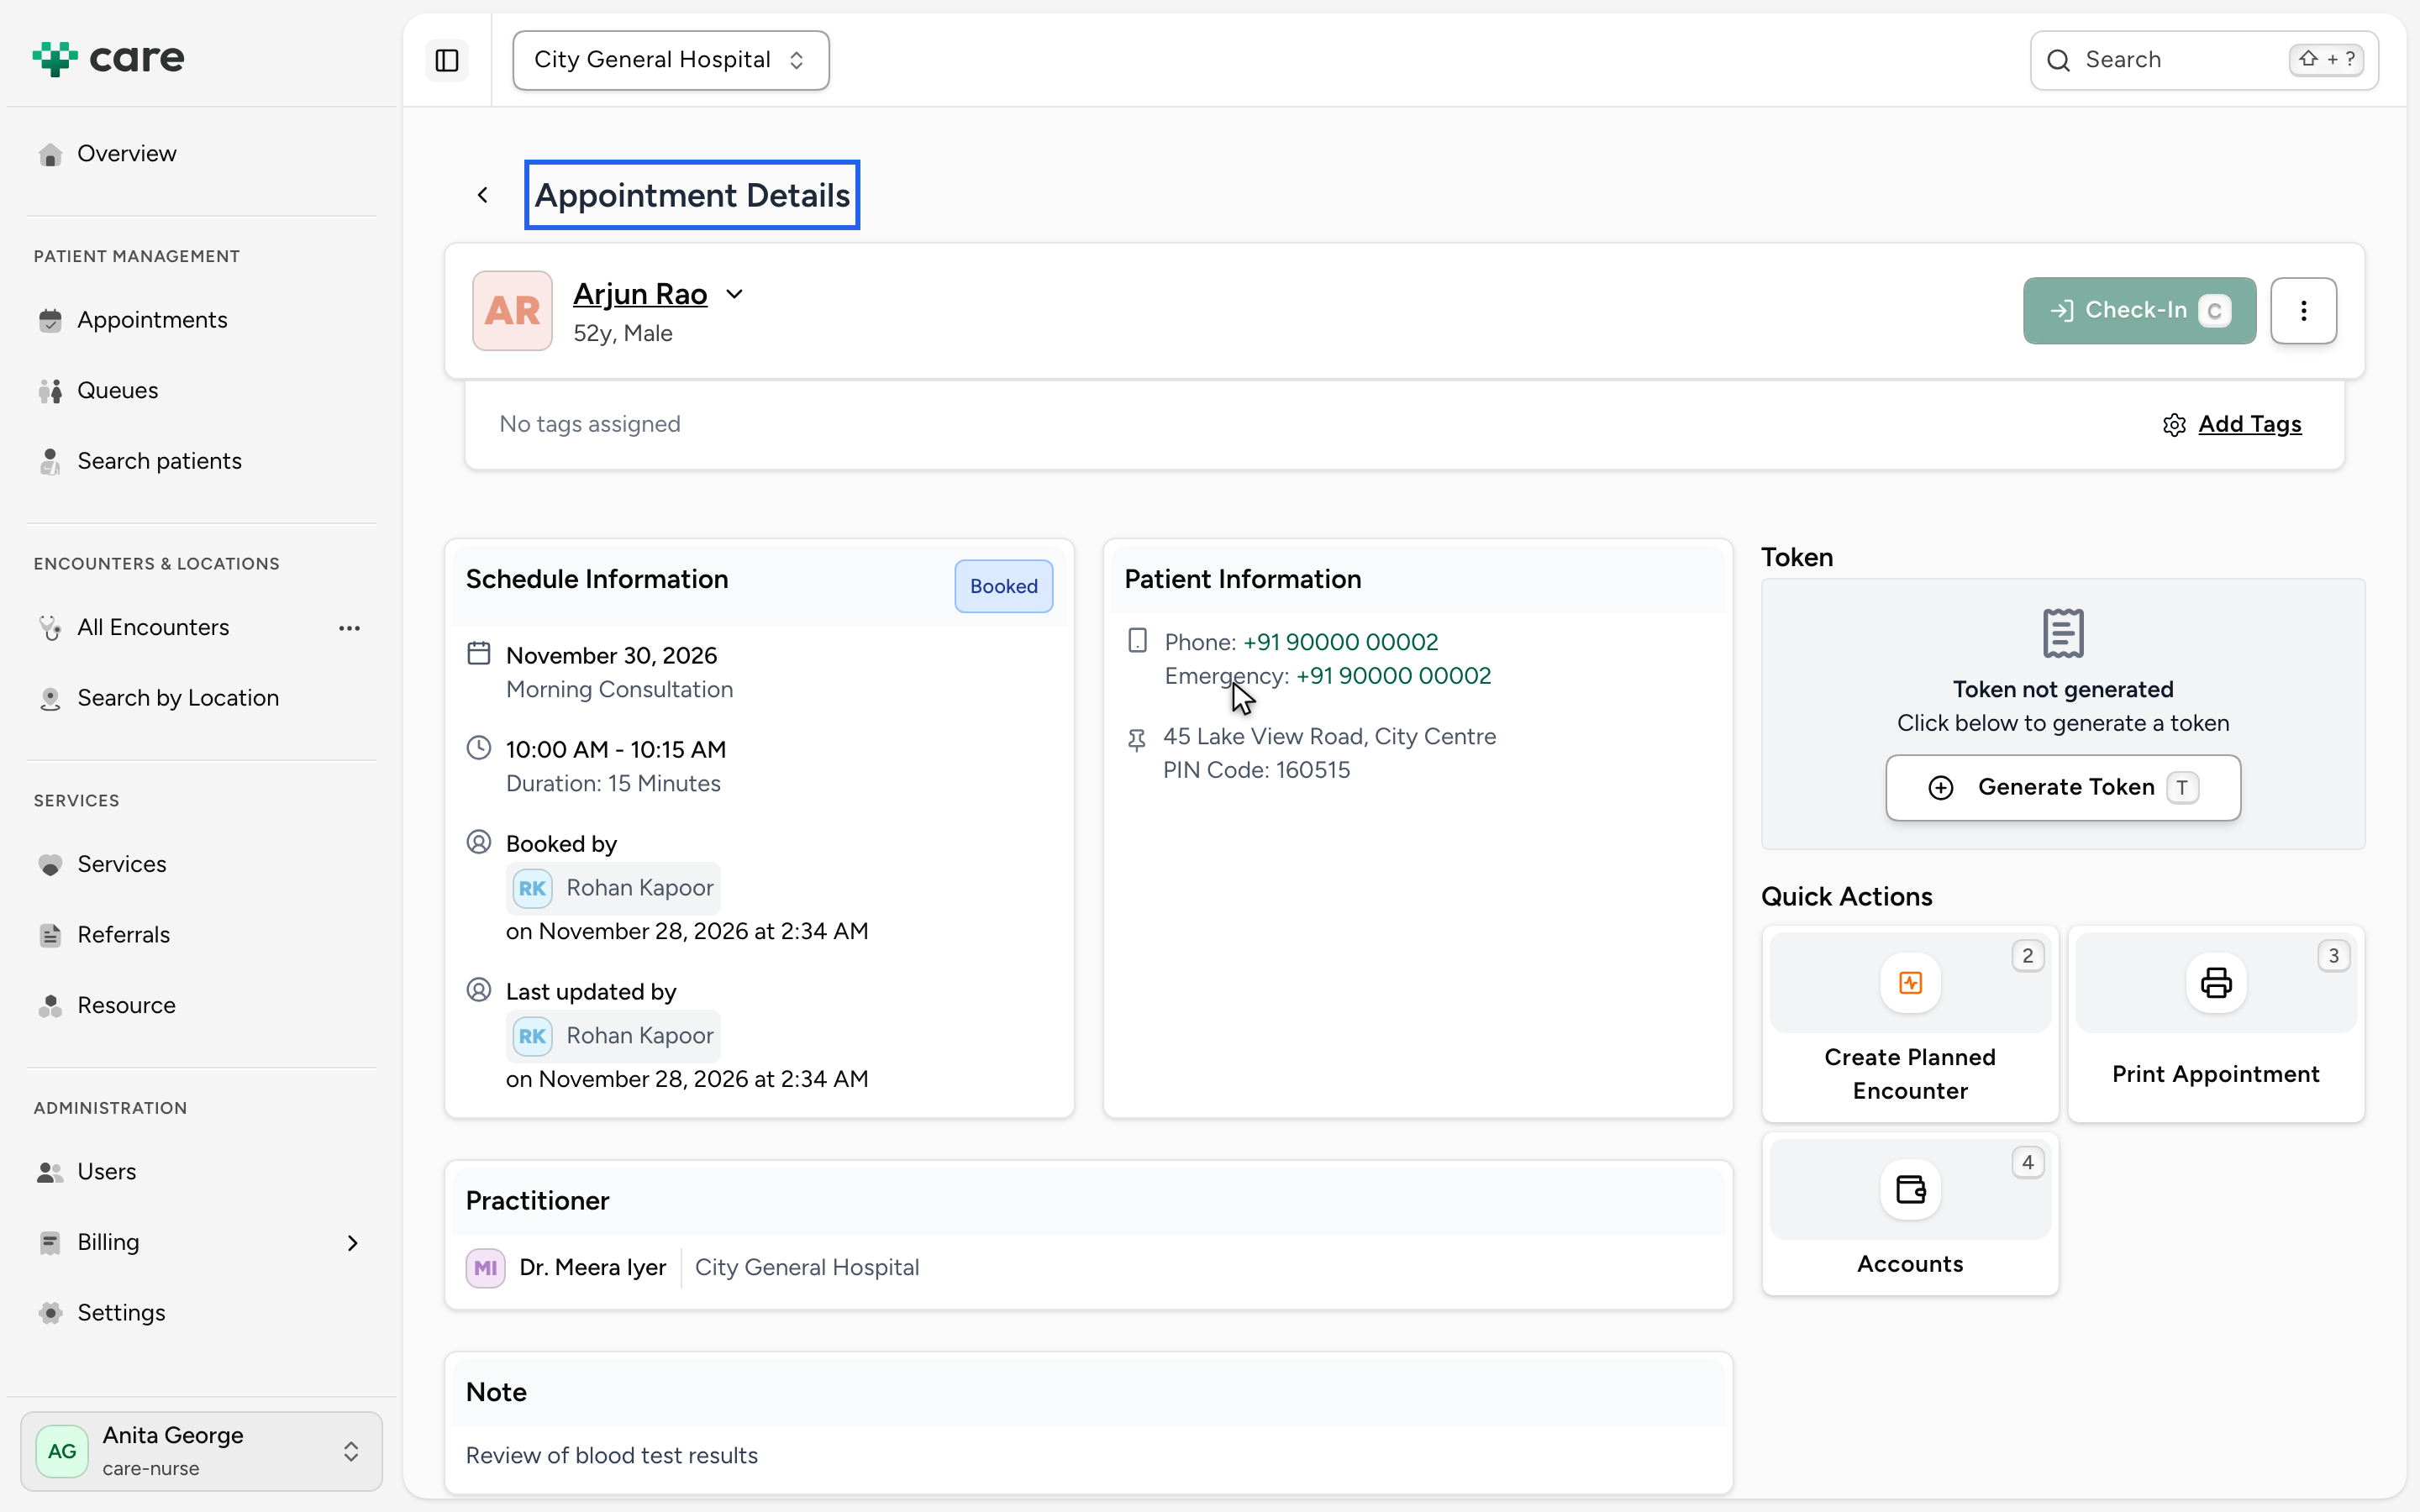 care
City General Hospital
Search
+ ?
Overview
PATIENT MANAGEMENT
Appointments
Queues
Search patients
ENCOUNTERS & LOCATIONS
All Encounters
Search by Location
SERVICES
Services
Referrals
Resource
ADMINISTRATION
Users
Billing
Settings
AG
Anita George
care-nurse
Appointment Details
AR
Arjun Rao
52y, Male
Check-In C
No tags assigned
Add Tags
Schedule Information
Booked
November 30, 2026
Morning Consultation
10:00 AM - 10:15 AM
Duration: 15 Minutes
Booked by
RK Rohan Kapoor
on November 28, 2026 at 2:34 AM
Last updated by
RK Rohan Kapoor
on November 28, 2026 at 2:34 AM
Patient Information
Phone: +91 90000 00002
Emergency: +91 90000 00002
45 Lake View Road, City Centre
PIN Code: 160515
Practitioner
MI Dr. Meera Iyer City General Hospital
Note
Review of blood test results
Token
Token not generated
Click below to generate a token
Generate Token T
Quick Actions
2
Create Planned
Encounter
3
Print Appointment
4
Accounts